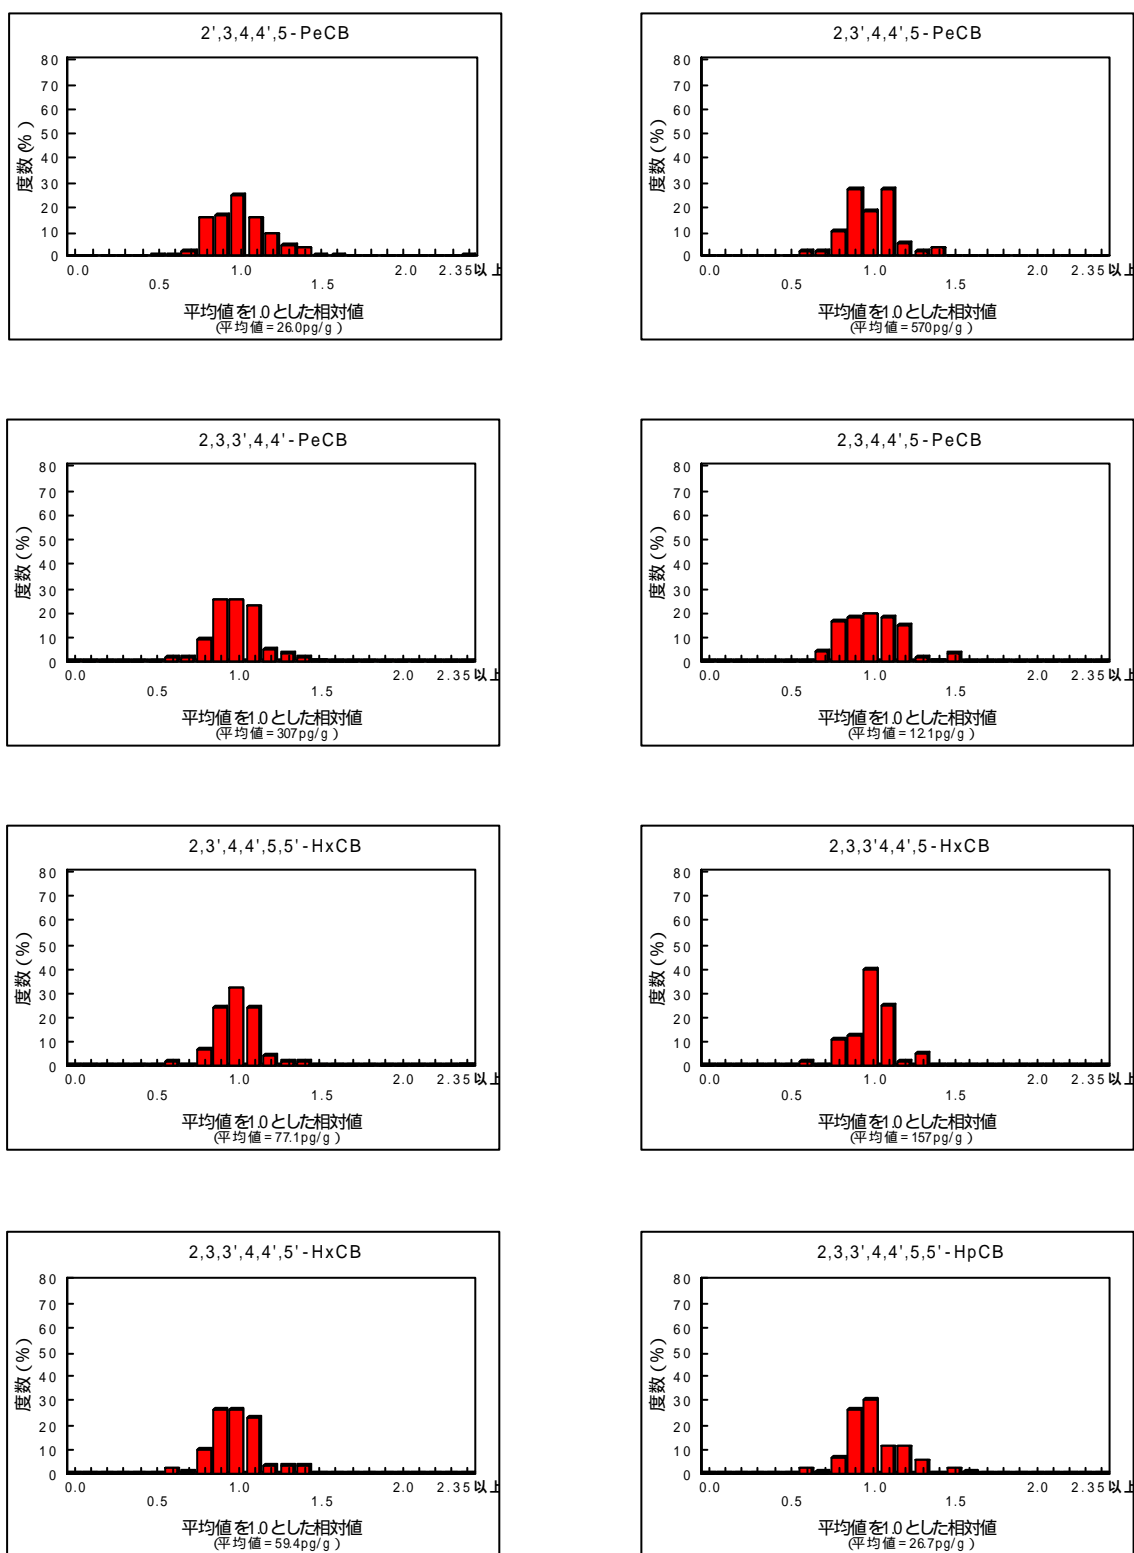 2',3,4,4',5-PeCB
80
70
60
50
40
30
20
10
0
度数(%)
0.0 1.0 2.0 2.35以上
0.5 1.5
平均値を1.0とした相対値
(平均値=26.0pg/g)
2,3',4,4',5-PeCB
80
70
60
50
40
30
20
10
0
度数(%)
0.0 1.0 2.0 2.35以上
0.5 1.5
平均値を1.0とした相対値
(平均値=570pg/g)
2,3,3',4,4'-PeCB
80
70
60
50
40
30
20
10
0
度数(%)
0.0 1.0 2.0 2.35以上
0.5 1.5
平均値を1.0とした相対値
(平均値=307pg/g)
2,3,4,4',5-PeCB
80
70
60
50
40
30
20
10
0
度数(%)
0.0 1.0 2.0 2.35以上
0.5 1.5
平均値を1.0とした相対値
(平均値=12.1pg/g)
2,3',4,4',5,5'-HxCB
80
70
60
50
40
30
20
10
0
度数(%)
0.0 1.0 2.0 2.35以上
0.5 1.5
平均値を1.0とした相対値
(平均値=77.1pg/g)
2,3,3'4,4',5-HxCB
80
70
60
50
40
30
20
10
0
度数(%)
0.0 1.0 2.0 2.35以上
0.5 1.5
平均値を1.0とした相対値
(平均値=157pg/g)
2,3,3',4,4',5'-HxCB
80
70
60
50
40
30
20
10
0
度数(%)
0.0 1.0 2.0 2.35以上
0.5 1.5
平均値を1.0とした相対値
(平均値=59.4pg/g)
2,3,3',4,4',5,5'-HpCB
80
70
60
50
40
30
20
10
0
度数(%)
0.0 1.0 2.0 2.35以上
0.5 1.5
平均値を1.0とした相対値
(平均値=26.7pg/g)